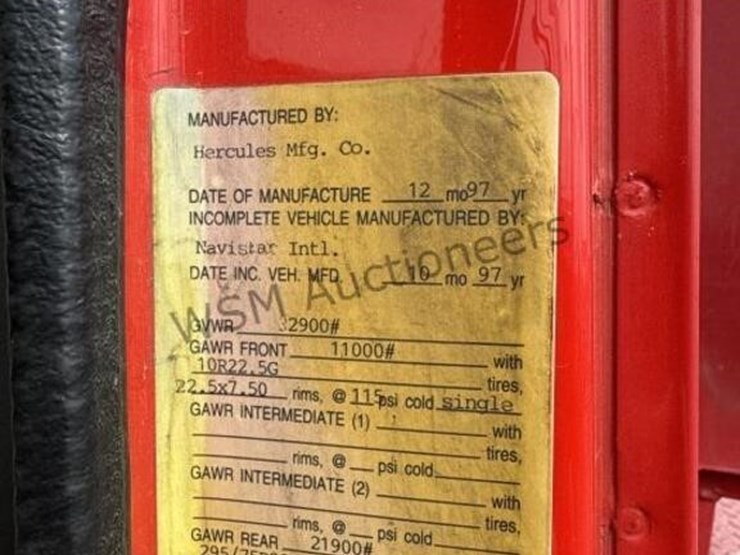 MANUFACTURED BY:
Hercules Mfg. Co.
DATE OF MANUFACTURE 12 mo 97 yr
INCOMPLETE VEHICLE MANUFACTURED BY:
Navistar Intl.
DATE INC. VEH. MFD. 10 mo 97 yr
WSM Auctioneers
GVWR 32900#
GAWR FRONT 11000# with
10R22.5G tires,
22.5x7.50 rims, @ 115 psi cold single
GAWR INTERMEDIATE (1) with
tires,
rims, @ psi cold
GAWR INTERMEDIATE (2) with
tires,
rims, @ psi cold
GAWR REAR 21900#